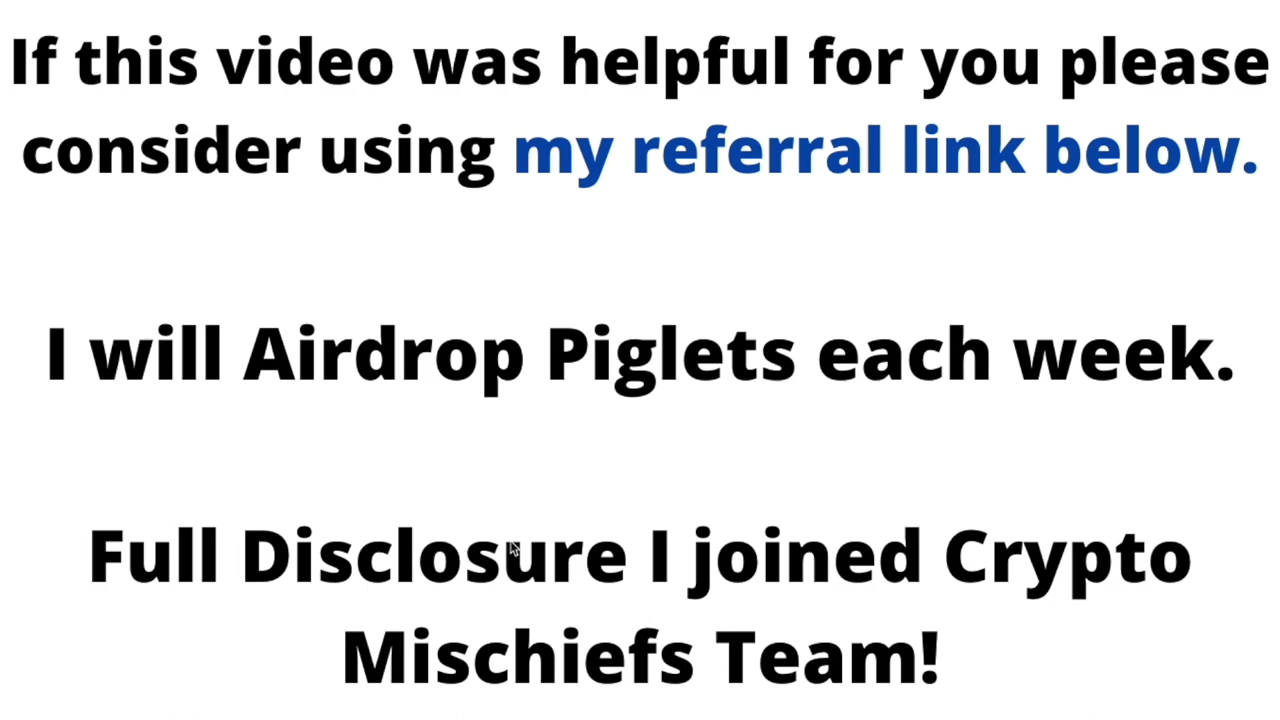 If this video was helpful for you please
consider using my referral link below.
I will Airdrop Piglets each week.
Full Disclosure I joined Crypto
Mischiefs Team!